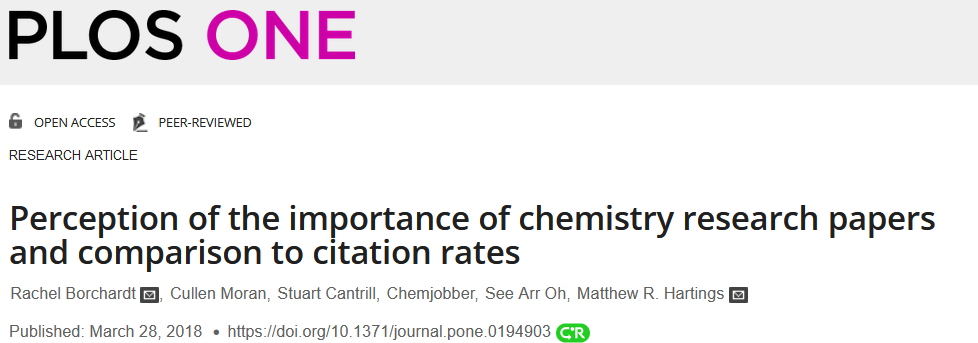 PLOS ONE
OPEN ACCESS PEER-REVIEWED
RESEARCH ARTICLE
Perception of the importance of chemistry research papers
and comparison to citation rates
Rachel Borchardt, Cullen Moran, Stuart Cantrill, Chemjobber, See Arr Oh, Matthew R. Hartings
Published: March 28, 2018 • https://doi.org/10.1371/journal.pone.0194903 CR